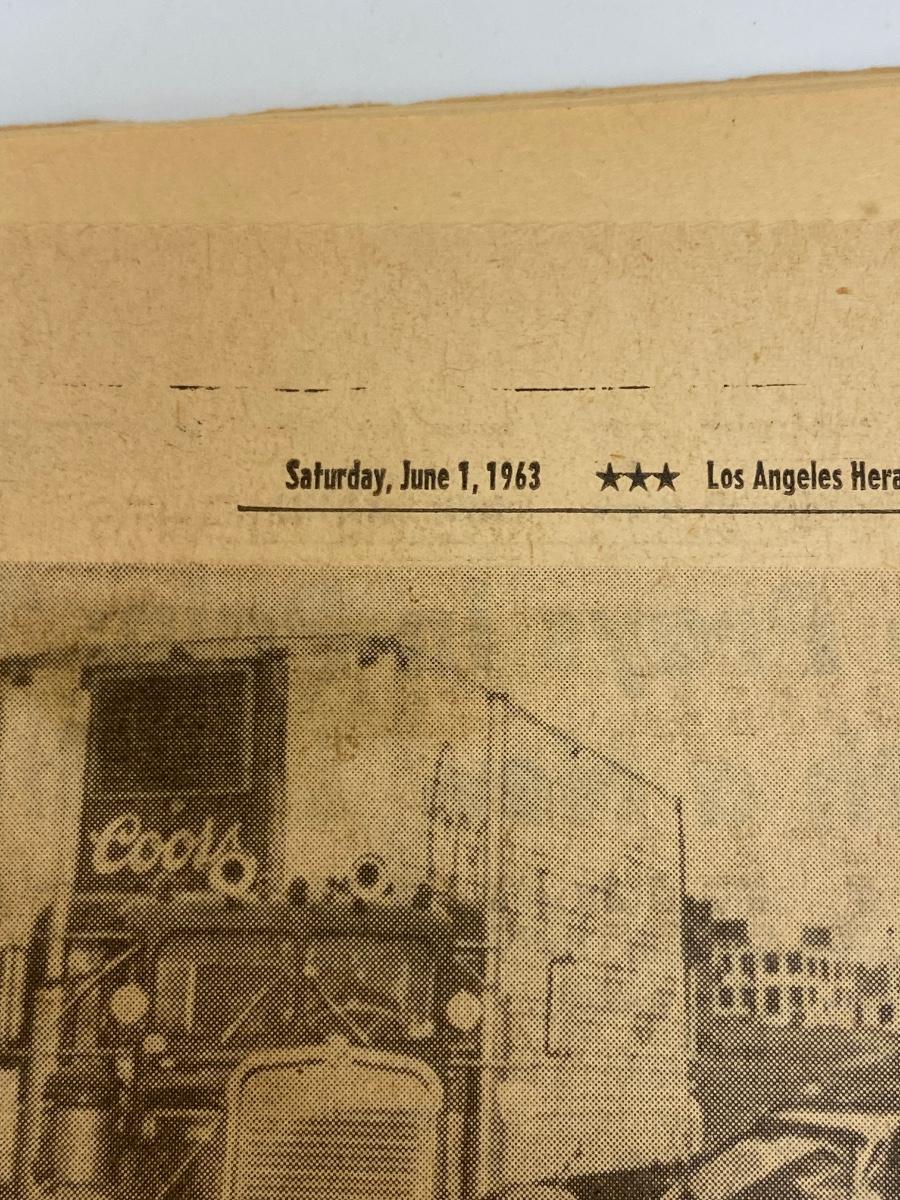 Saturday, June 1, 1963 ★★★ Los Angeles Hera
Coors